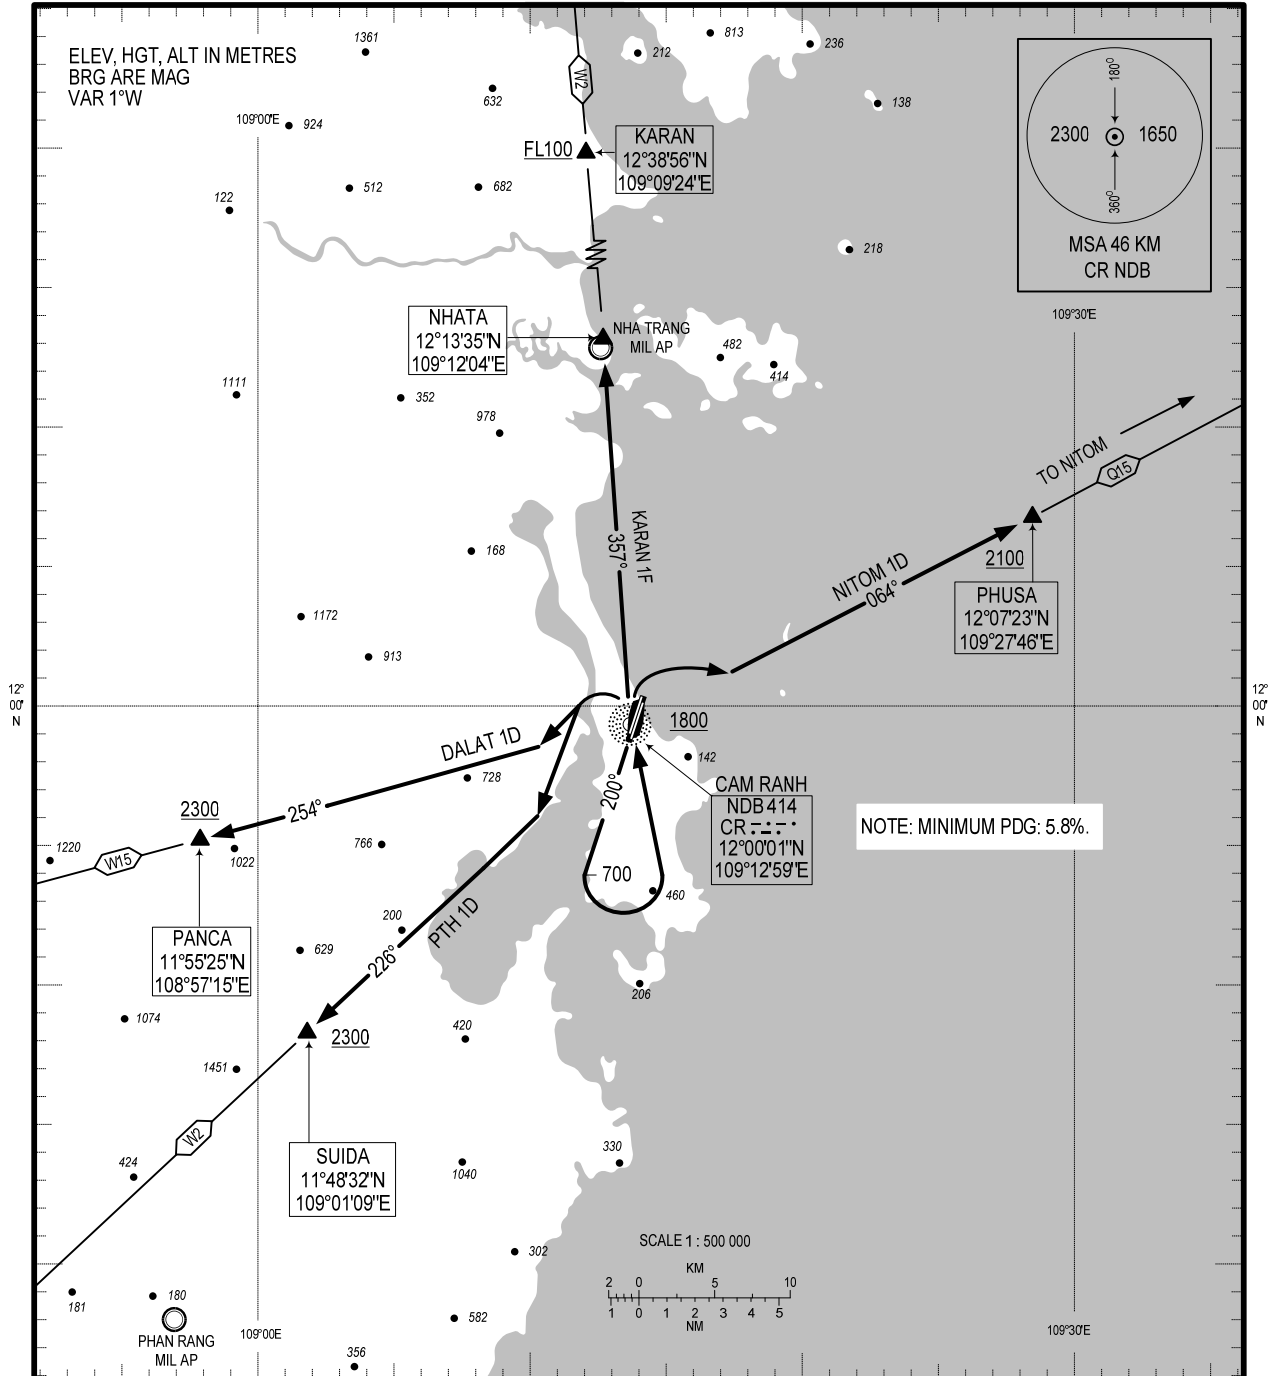 ELEV, HGT, ALT IN METRES
BRG ARE MAG
VAR 1°W
1361
632
109°00'E
924
512
682
122
W2
212
813
236
138
FL100
KARAN
12°38'56"N
109°09'24"E
180°
2300
1650
360°
MSA 46 KM
CR NDB
218
109°30'E
NHATA
12°13'35"N
109°12'04"E
NHA TRANG
MIL AP
482
414
1111
352
978
TO NITOM
Q15
KARAN 1F
357°
168
2100
PHUSA
12°07'23"N
109°27'46"E
NITOM 1D
064°
1172
913
12°
00'
N
12°
00'
N
1800
142
DALAT 1D
728
254°
2300
200°
CAM RANH
NDB 414
CR
12°00'01"N
109°12'59"E
NOTE: MINIMUM PDG: 5.8%.
1220
W15
1022
766
700
460
200
PTH 1D
226°
PANCA
11°55'25"N
108°57'15"E
629
206
1074
2300
420
1451
W2
SUIDA
11°48'32"N
109°01'09"E
424
1040
330
302
SCALE 1 : 500 000
KM
2 0 5 10
1 0 1 2 3 4 5
NM
181
180
PHAN RANG
MIL AP
109°00'E
582
356
109°30'E